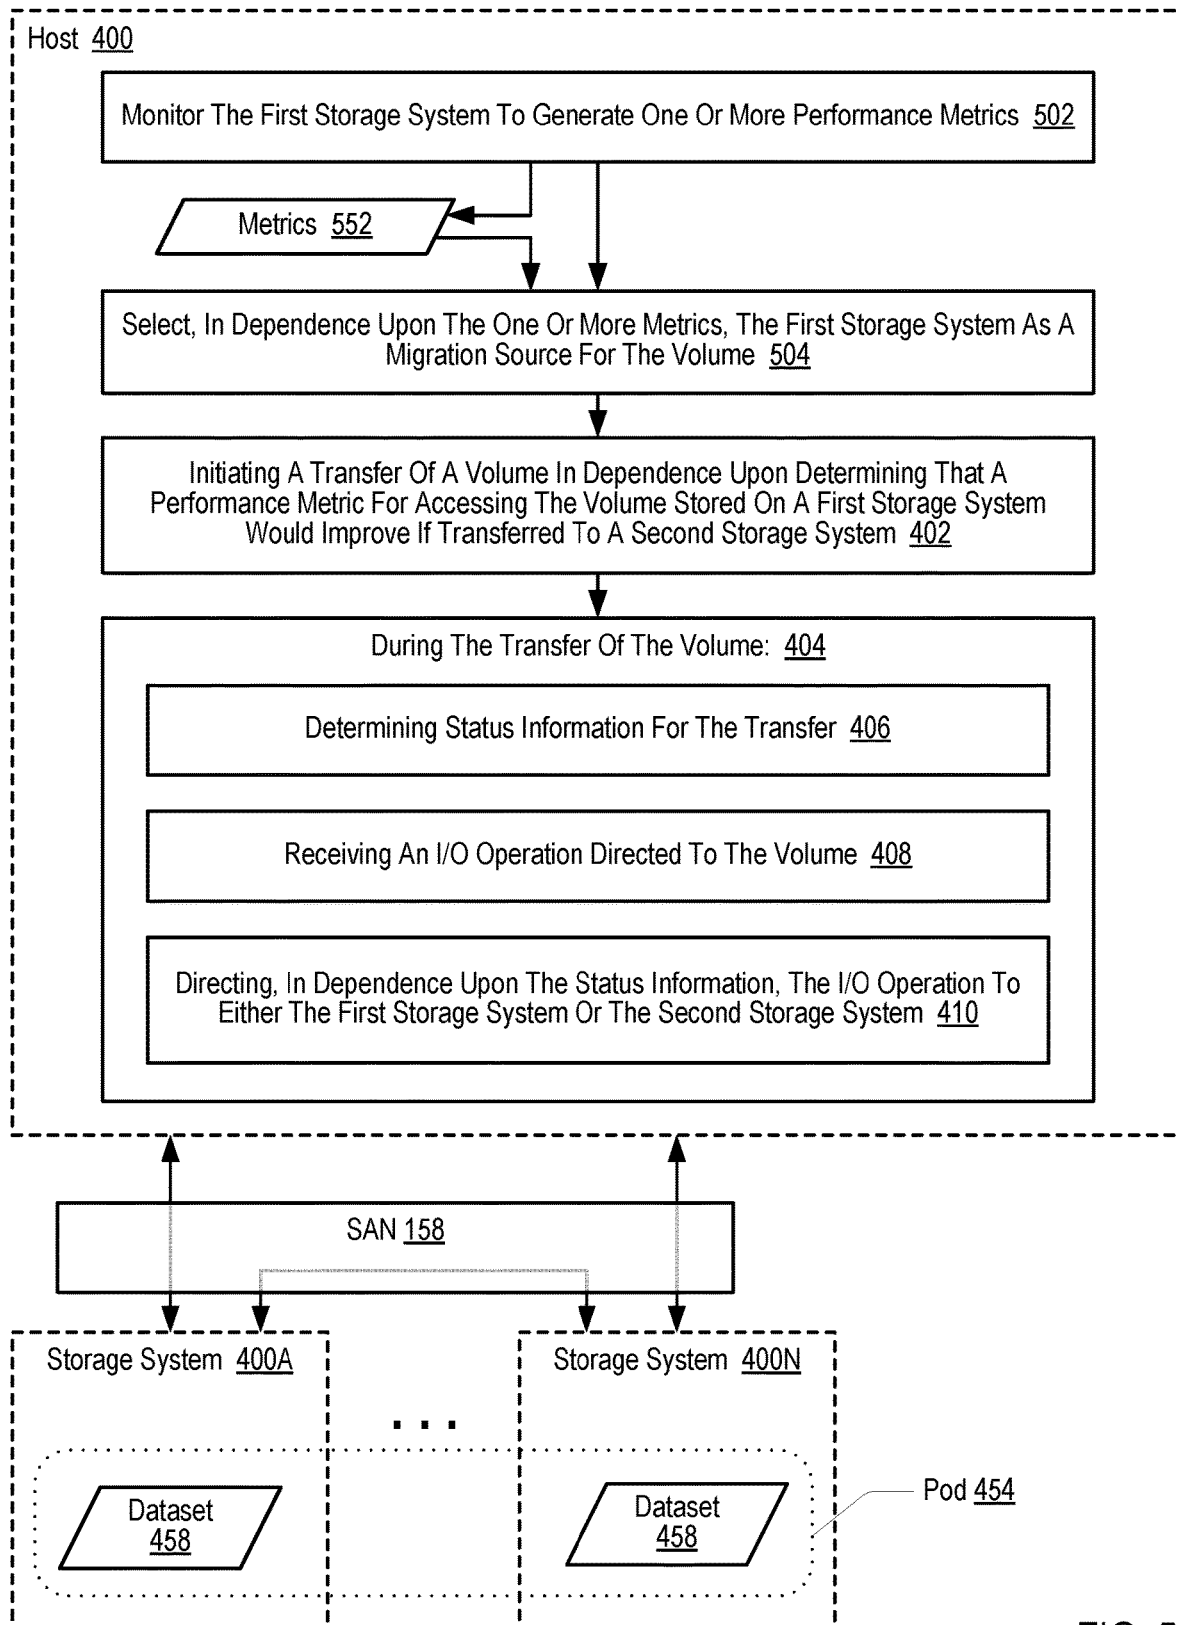 Host 400
Monitor The First Storage System To Generate One Or More Performance Metrics 502
Metrics 552
Select, In Dependence Upon The One Or More Metrics, The First Storage System As A
Migration Source For The Volume 504
Initiating A Transfer Of A Volume In Dependence Upon Determining That A
Performance Metric For Accessing The Volume Stored On A First Storage System
Would Improve If Transferred To A Second Storage System 402
During The Transfer Of The Volume: 404
Determining Status Information For The Transfer 406
Receiving An I/O Operation Directed To The Volume 408
Directing, In Dependence Upon The Status Information, The I/O Operation To
Either The First Storage System Or The Second Storage System 410
SAN 158
Storage System 400A
Storage System 400N
. . .
Dataset
458
Dataset
458
Pod 454